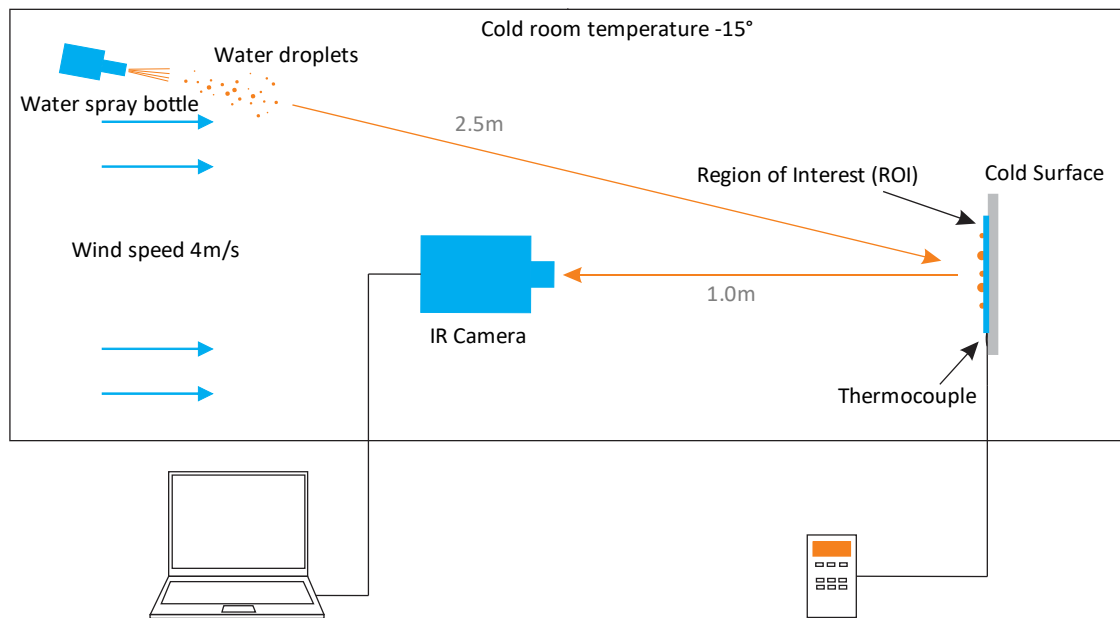 Cold room temperature -15°
Water droplets
Water spray bottle
2.5m
Region of Interest (ROI)
Cold Surface
Wind speed 4m/s
1.0m
IR Camera
Thermocouple